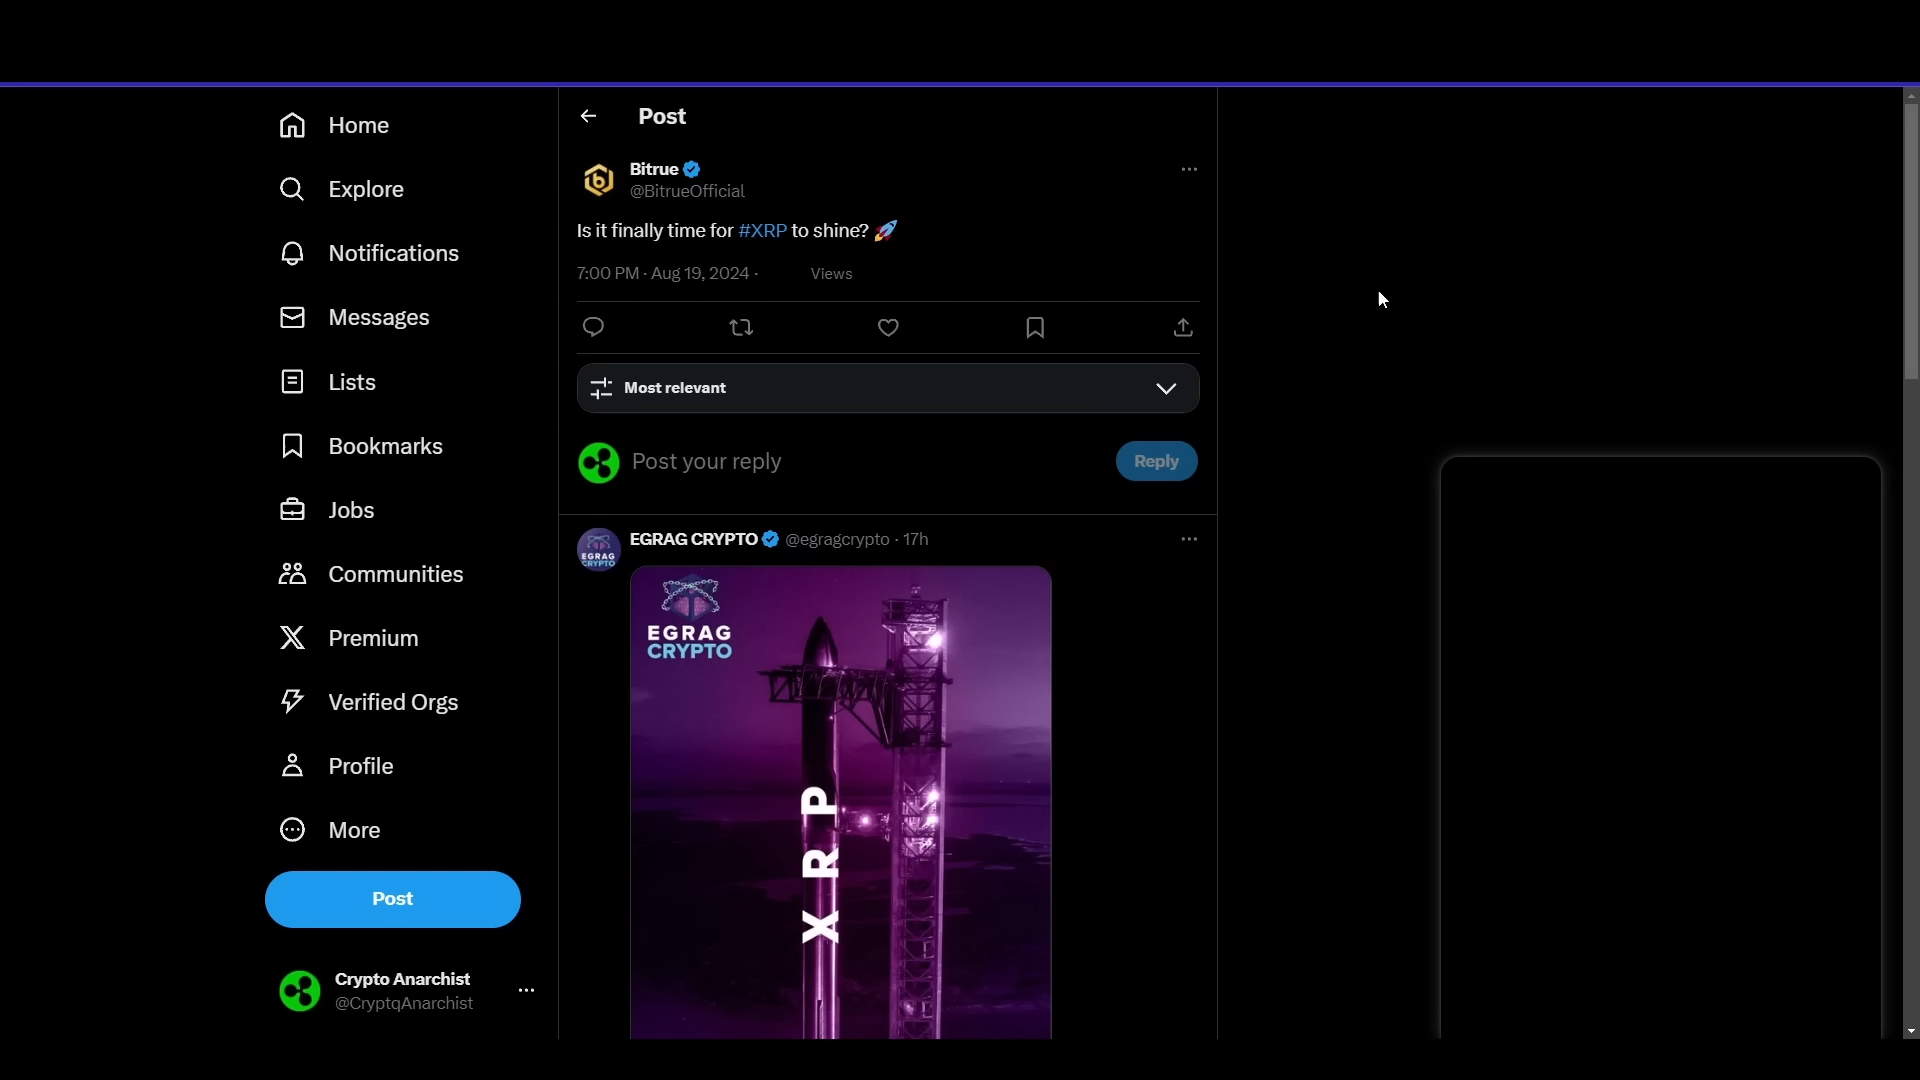 Home
Explore
Notifications
Messages
Lists
Bookmarks
Jobs
Communities
Premium
Verified Orgs
Profile
More
Post
Crypto Anarchist
@CryptqAnarchist
Post
Bitrue
@BitrueOfficial
Is it finally time for #XRP to shine? 🚀
7:00 PM · Aug 19, 2024 · Views
Most relevant
Post your reply
Reply
EGRAG CRYPTO @egragcrypto · 17h
EGRAG
CRYPTO
EGRAG
CRYPTO
XRP